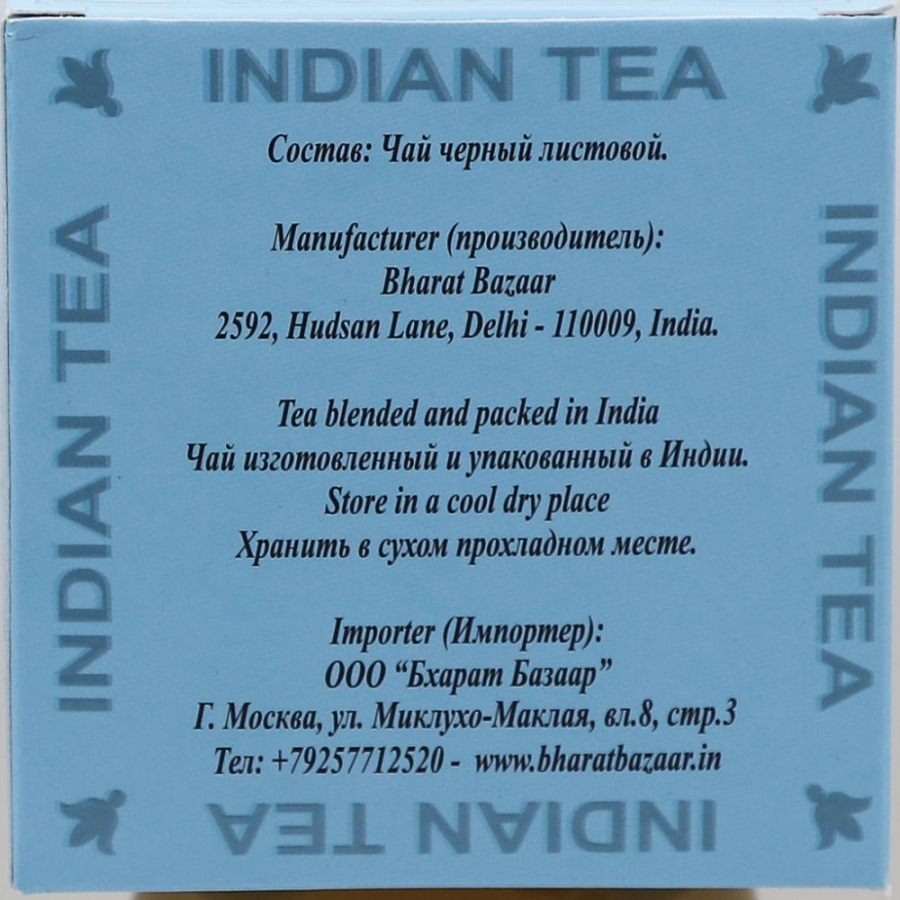 INDIAN TEA
Состав: Чай черный листовой.
Manufacturer (производитель):
Bharat Bazaar
2592, Hudsan Lane, Delhi - 110009, India.
Tea blended and packed in India
Чай изготовленный и упакованный в Индии.
Store in a cool dry place
Хранить в сухом прохладном месте.
Importer (Импортер):
ООО “Бхарат Базаар”
Г. Москва, ул. Миклухо-Маклая, вл.8, стр.3
Тел: +79257712520 - www.bharatbazaar.in
INDIAN TEA
INDIAN TEA
INDIAN TEA